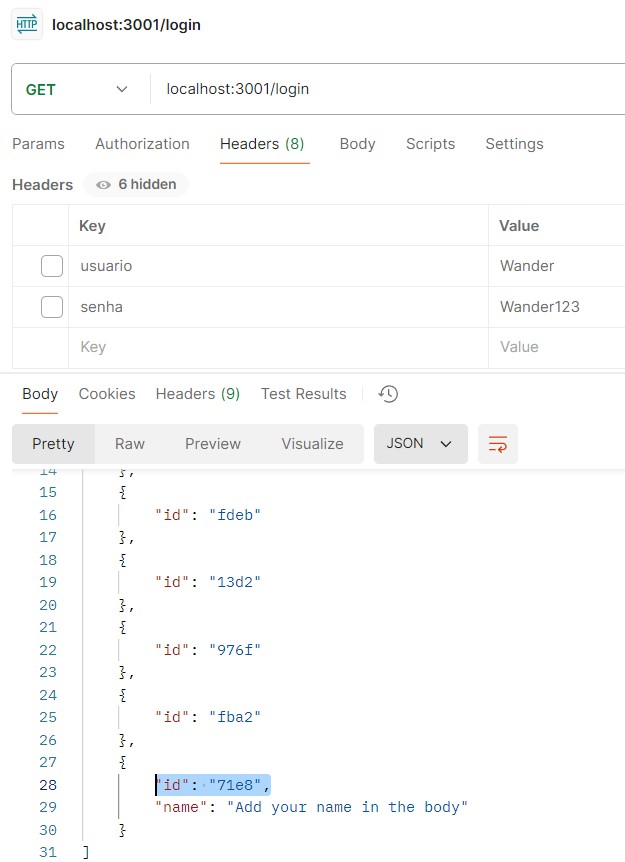 HTTP localhost:3001/login
GET localhost:3001/login
Params Authorization Headers (8) Body Scripts Settings
Headers 6 hidden
Key Value
usuario Wander
senha Wander123
Key Value
Body Cookies Headers (9) Test Results
Pretty Raw Preview Visualize JSON
14 },
15 {
16 "id": "fdeb"
17 },
18 {
19 "id": "13d2"
20 },
21 {
22 "id": "976f"
23 },
24 {
25 "id": "fba2"
26 },
27 {
28 "id": "71e8",
29 "name": "Add your name in the body"
30 }
31 ]